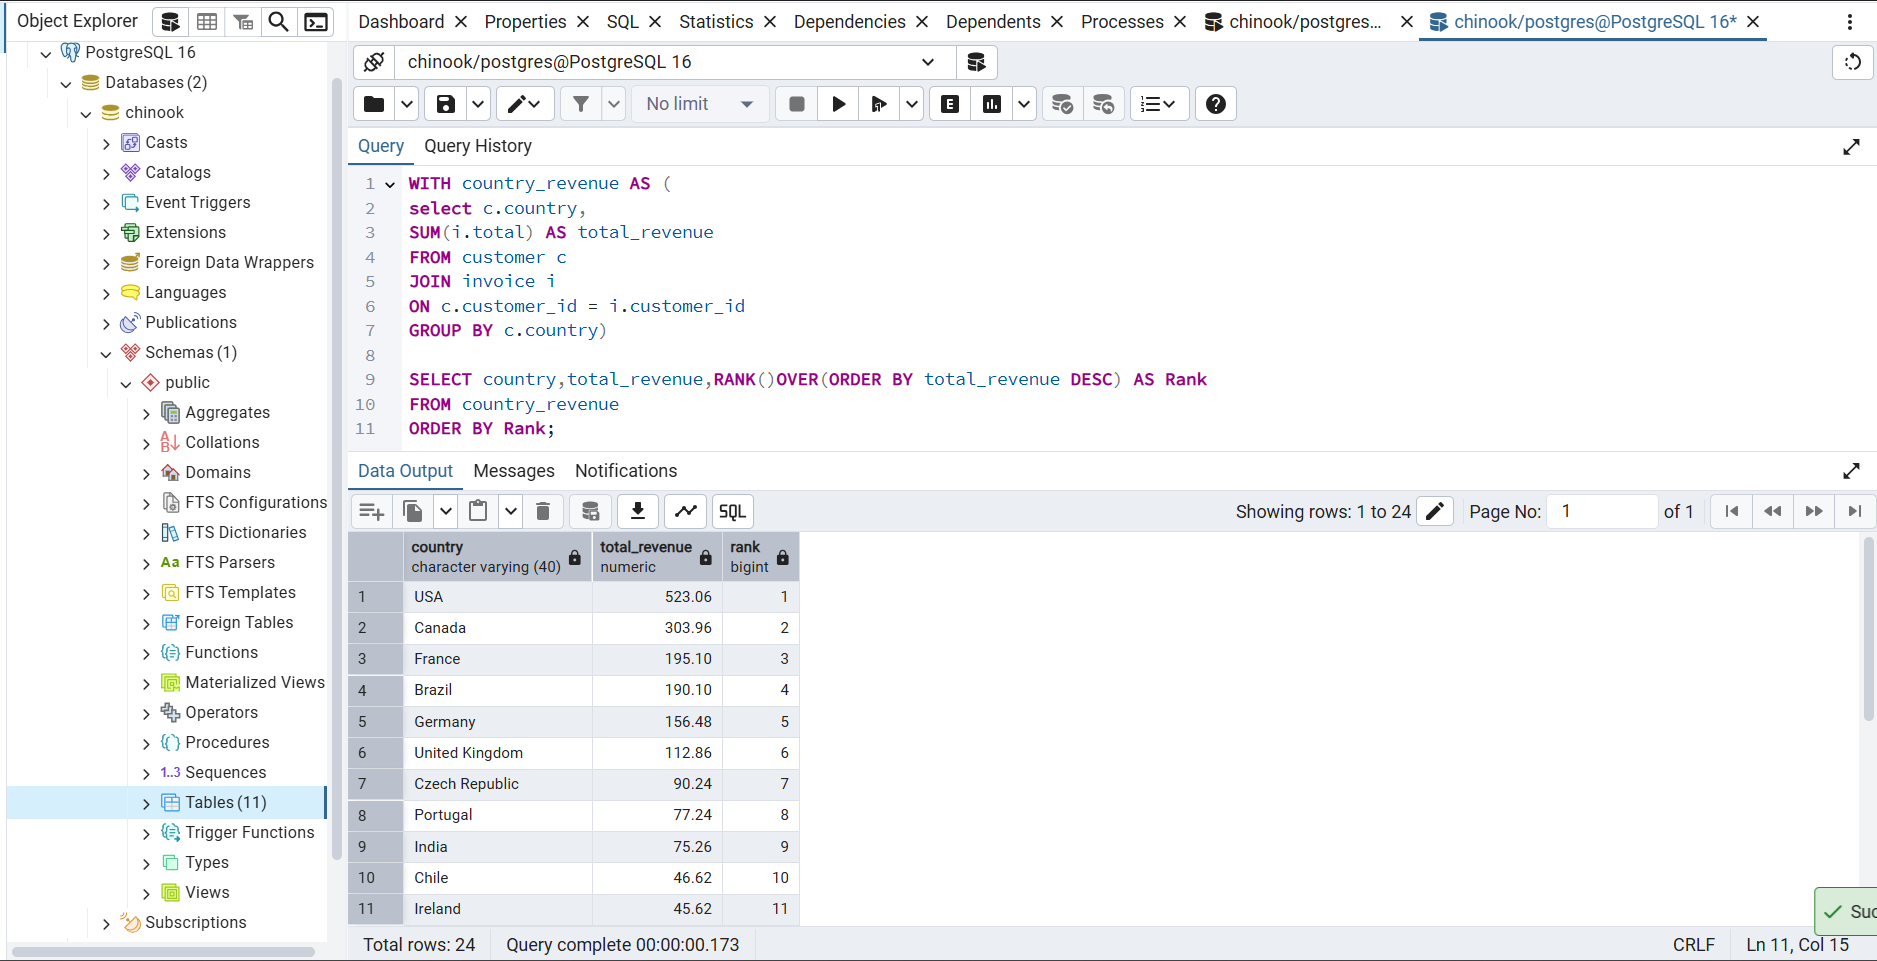 Object Explorer
PostgreSQL 16
Databases (2)
chinook
Casts
Catalogs
Event Triggers
Extensions
Foreign Data Wrappers
Languages
Publications
Schemas (1)
public
Aggregates
Collations
Domains
FTS Configurations
FTS Dictionaries
Aa FTS Parsers
FTS Templates
Foreign Tables
Functions
Materialized Views
Operators
Procedures
1..3 Sequences
Tables (11)
Trigger Functions
Types
Views
Subscriptions
Dashboard Properties SQL Statistics Dependencies Dependents Processes chinook/postgres... chinook/postgres@PostgreSQL 16*
chinook/postgres@PostgreSQL 16
No limit E
Query Query History
1 WITH country_revenue AS (
2 select c.country,
3 SUM(i.total) AS total_revenue
4 FROM customer c
5 JOIN invoice i
6 ON c.customer_id = i.customer_id
7 GROUP BY c.country)
8
9 SELECT country,total_revenue,RANK()OVER(ORDER BY total_revenue DESC) AS Rank
10 FROM country_revenue
11 ORDER BY Rank;
Data Output Messages Notifications
SQL Showing rows: 1 to 24 Page No: 1 of 1
country total_revenue rank
character varying (40) numeric bigint
1 USA 523.06 1
2 Canada 303.96 2
3 France 195.10 3
4 Brazil 190.10 4
5 Germany 156.48 5
6 United Kingdom 112.86 6
7 Czech Republic 90.24 7
8 Portugal 77.24 8
9 India 75.26 9
10 Chile 46.62 10
11 Ireland 45.62 11
Suc
Total rows: 24 Query complete 00:00:00.173 CRLF Ln 11, Col 15